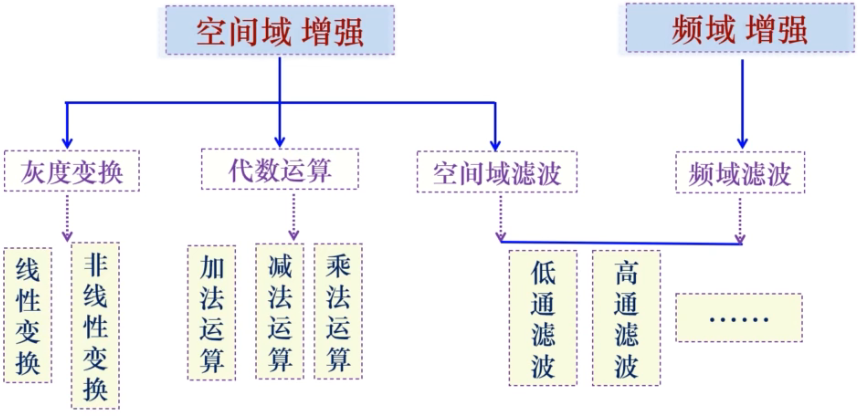 空间域 增强
频域 增强
灰度变换
代数运算
空间域滤波
频域滤波
线性变换
非线性变换
加法运算
减法运算
乘法运算
低通滤波
高通滤波
……